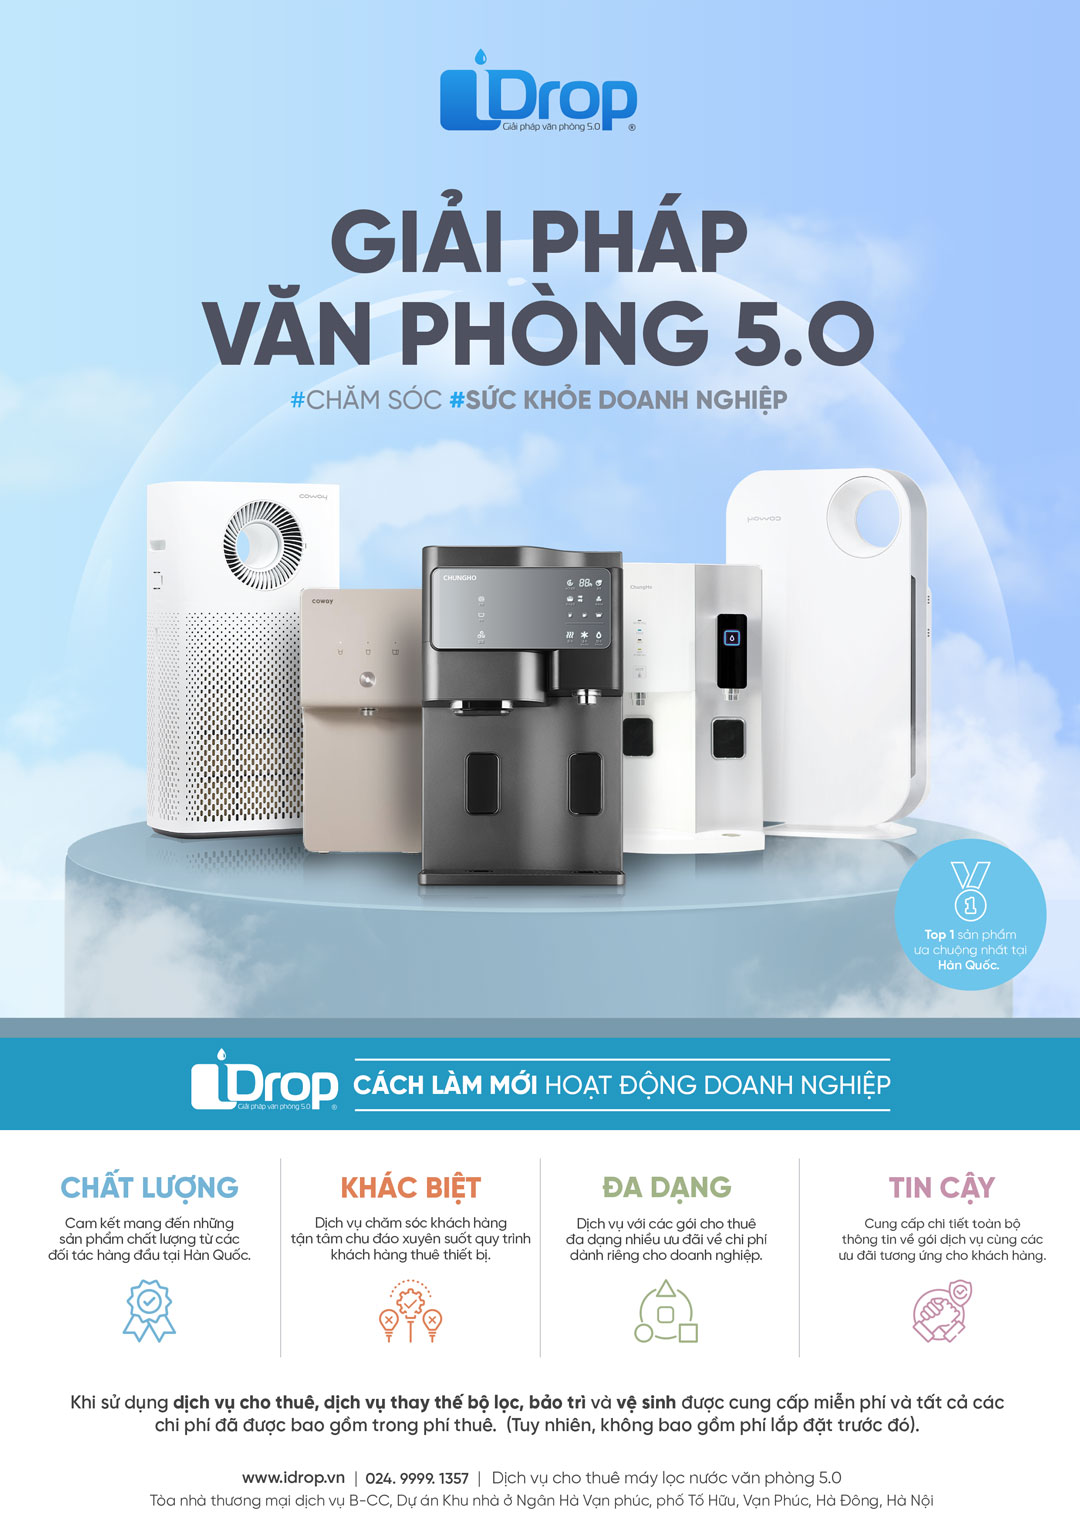 iDrop
Giải pháp văn phòng 5.0 ®
GIẢI PHÁP
VĂN PHÒNG 5.0
#CHĂM SÓC #SỨC KHỎE DOANH NGHIỆP
coway
coway
CHUNGHO
88
ChungHo
coway
1
Top 1 sản phẩm
ưa chuộng nhất tại
Hàn Quốc.
iDrop
Giải pháp văn phòng 5.0 ®
CÁCH LÀM MỚI HOẠT ĐỘNG DOANH NGHIỆP
CHẤT LƯỢNG
Cam kết mang đến những
sản phẩm chất lượng từ các
đối tác hàng đầu tại Hàn Quốc.
KHÁC BIỆT
Dịch vụ chăm sóc khách hàng
tận tâm chu đáo xuyên suốt quy trình
khách hàng thuê thiết bị.
ĐA DẠNG
Dịch vụ với các gói cho thuê
đa dạng nhiều ưu đãi về chi phí
dành riêng cho doanh nghiệp.
TIN CẬY
Cung cấp chi tiết toàn bộ
thông tin về gói dịch vụ cùng các
ưu đãi tương ứng cho khách hàng.
Khi sử dụng dịch vụ cho thuê, dịch vụ thay thế bộ lọc, bảo trì và vệ sinh được cung cấp miễn phí và tất cả các
chi phí đã được bao gồm trong phí thuê. (Tuy nhiên, không bao gồm phí lắp đặt trước đó).
www.idrop.vn | 024. 9999. 1357 | Dịch vụ cho thuê máy lọc nước văn phòng 5.0
Tòa nhà thương mại dịch vụ B-CC, Dự án Khu nhà ở Ngân Hà Vạn phúc, phố Tố Hữu, Vạn Phúc, Hà Đông, Hà Nội